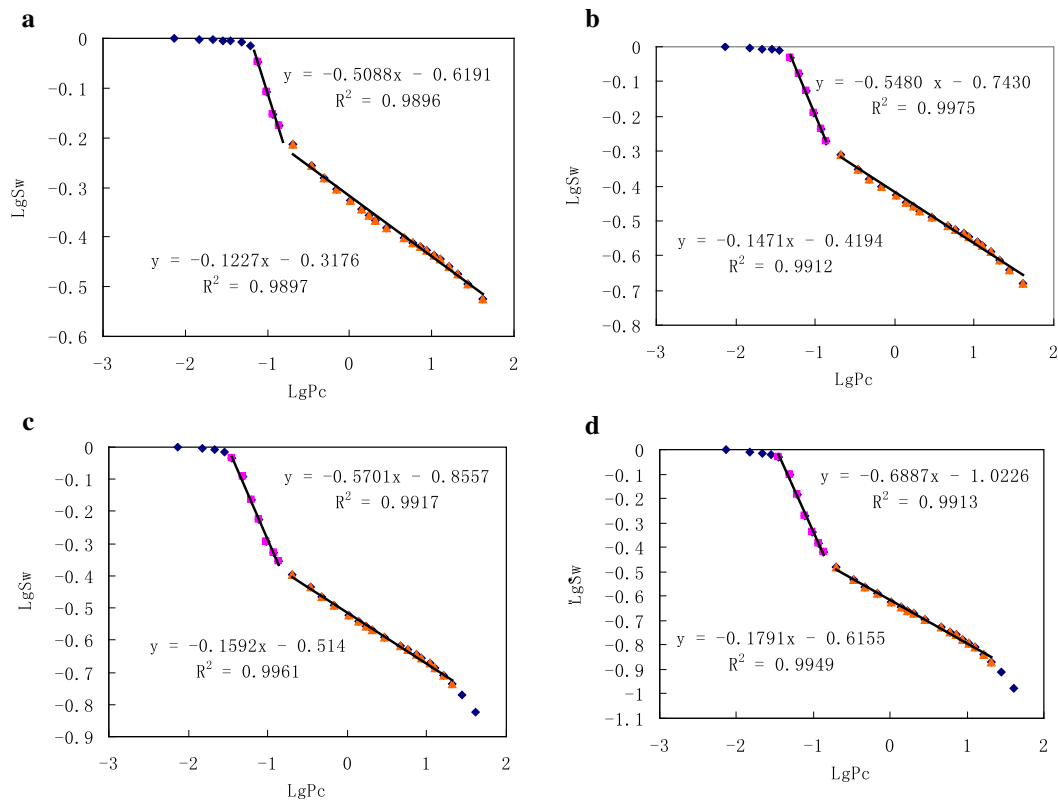 a
0
-0.1
-0.2
-0.3
-0.4
-0.5
-0.6
-3
-2
-1
0
1
2
LgSw
LgPc
y = -0.5088x - 0.6191
R² = 0.9896
y = -0.1227x - 0.3176
R² = 0.9897
b
0
-0.1
-0.2
-0.3
-0.4
-0.5
-0.6
-0.7
-0.8
-3
-2
-1
0
1
2
LgSw
LgPc
y = -0.5480 x - 0.7430
R² = 0.9975
y = -0.1471x - 0.4194
R² = 0.9912
c
0
-0.1
-0.2
-0.3
-0.4
-0.5
-0.6
-0.7
-0.8
-0.9
-3
-2
-1
0
1
2
LgSw
LgPc
y = -0.5701x - 0.8557
R² = 0.9917
y = -0.1592x - 0.514
R² = 0.9961
d
0
-0.1
-0.2
-0.3
-0.4
-0.5
-0.6
-0.7
-0.8
-0.9
-1
-1.1
-3
-2
-1
0
1
2
LgSw
LgPc
y = -0.6887x - 1.0226
R² = 0.9913
y = -0.1791x - 0.6155
R² = 0.9949